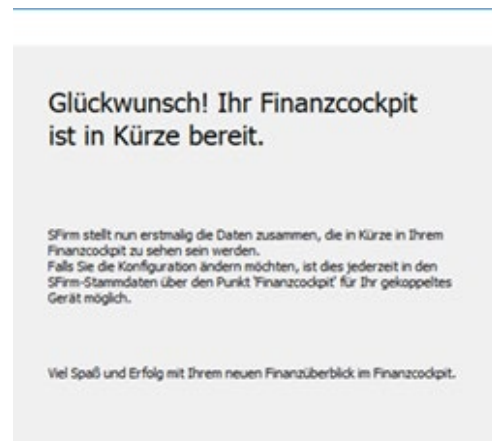 Glückwunsch! Ihr Finanzcockpit
ist in Kürze bereit.
SFirm stellt nun erstmalig die Daten zusammen, die in Kürze in Ihrem
Finanzcockpit zu sehen sein werden.
Falls Sie die Konfiguration ändern möchten, ist dies jederzeit in den
SFirm-Stammdaten über den Punkt 'Finanzcockpit' für Ihr gekoppeltes
Gerät möglich.
Viel Spaß und Erfolg mit Ihrem neuen Finanzüberblick im Finanzcockpit.